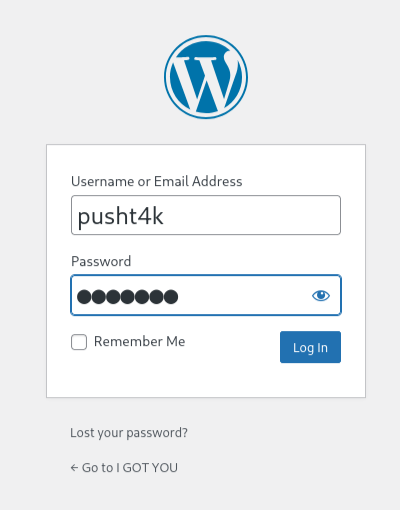 Username or Email Address
pusht4k
Password
●●●●●●●
Remember Me
Log In
Lost your password?
← Go to I GOT YOU